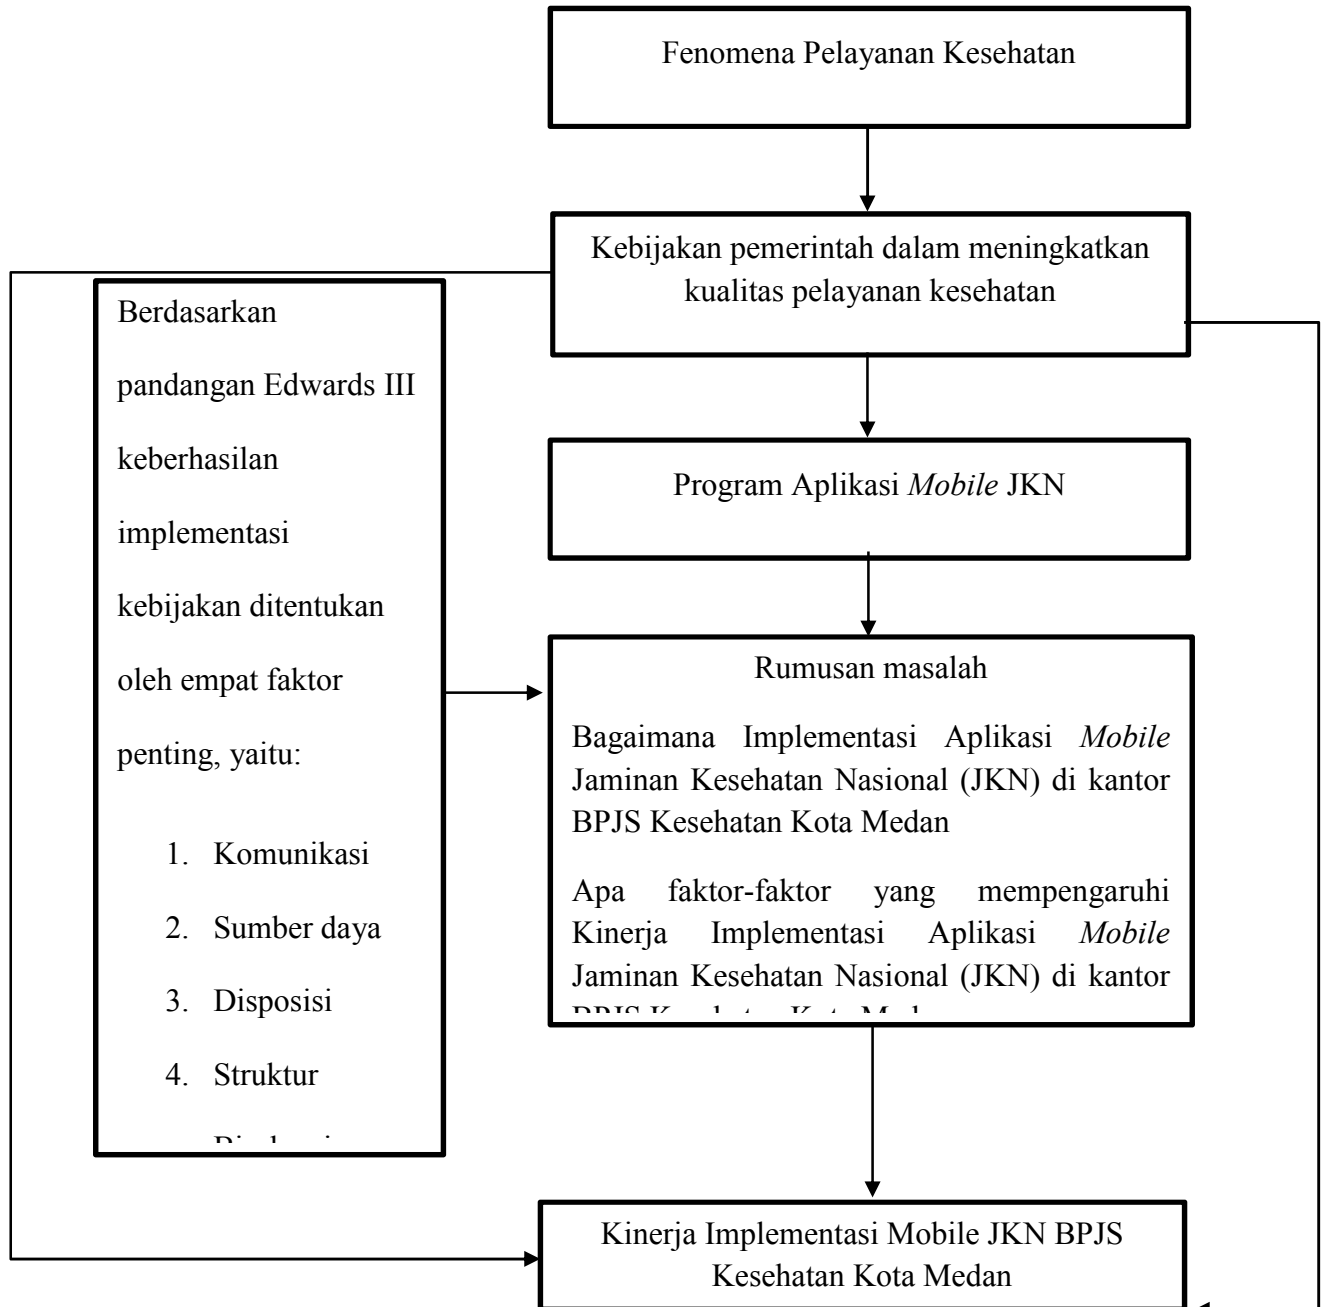 Fenomena Pelayanan Kesehatan
Kebijakan pemerintah dalam meningkatkan
kualitas pelayanan kesehatan
Berdasarkan
pandangan Edwards III
keberhasilan
implementasi
kebijakan ditentukan
oleh empat faktor
penting, yaitu:
1. Komunikasi
2. Sumber daya
3. Disposisi
4. Struktur
Program Aplikasi Mobile JKN
Rumusan masalah
Bagaimana Implementasi Aplikasi Mobile
Jaminan Kesehatan Nasional (JKN) di kantor
BPJS Kesehatan Kota Medan
Apa faktor-faktor yang mempengaruhi
Kinerja Implementasi Aplikasi Mobile
Jaminan Kesehatan Nasional (JKN) di kantor
Kinerja Implementasi Mobile JKN BPJS
Kesehatan Kota Medan